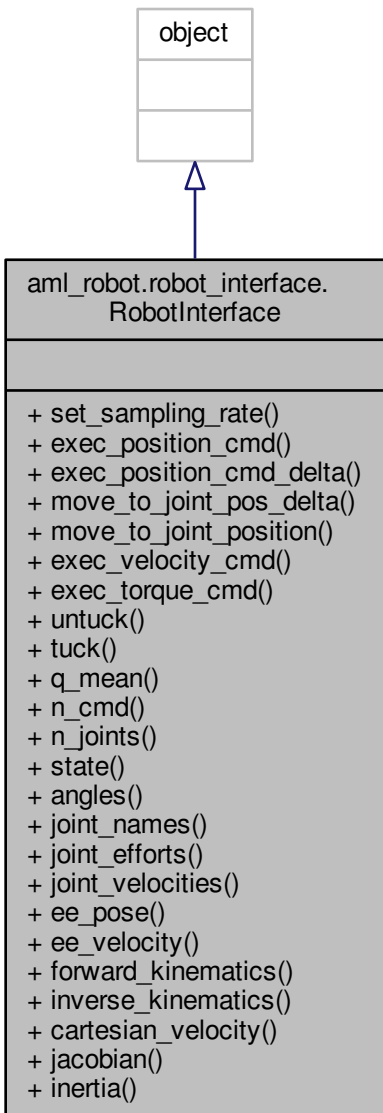 object
aml_robot.robot_interface.
RobotInterface
+ set_sampling_rate()
+ exec_position_cmd()
+ exec_position_cmd_delta()
+ move_to_joint_pos_delta()
+ move_to_joint_position()
+ exec_velocity_cmd()
+ exec_torque_cmd()
+ untuck()
+ tuck()
+ q_mean()
+ n_cmd()
+ n_joints()
+ state()
+ angles()
+ joint_names()
+ joint_efforts()
+ joint_velocities()
+ ee_pose()
+ ee_velocity()
+ forward_kinematics()
+ inverse_kinematics()
+ cartesian_velocity()
+ jacobian()
+ inertia()